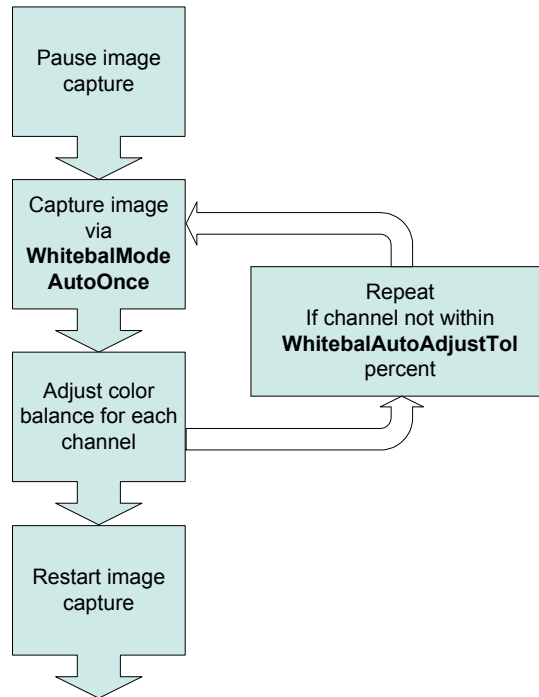 Pause image
capture
Capture image
via
WhitebalMode
AutoOnce
Repeat
If channel not within
WhitebalAutoAdjustTol
percent
Adjust color
balance for each
channel
Restart image
capture